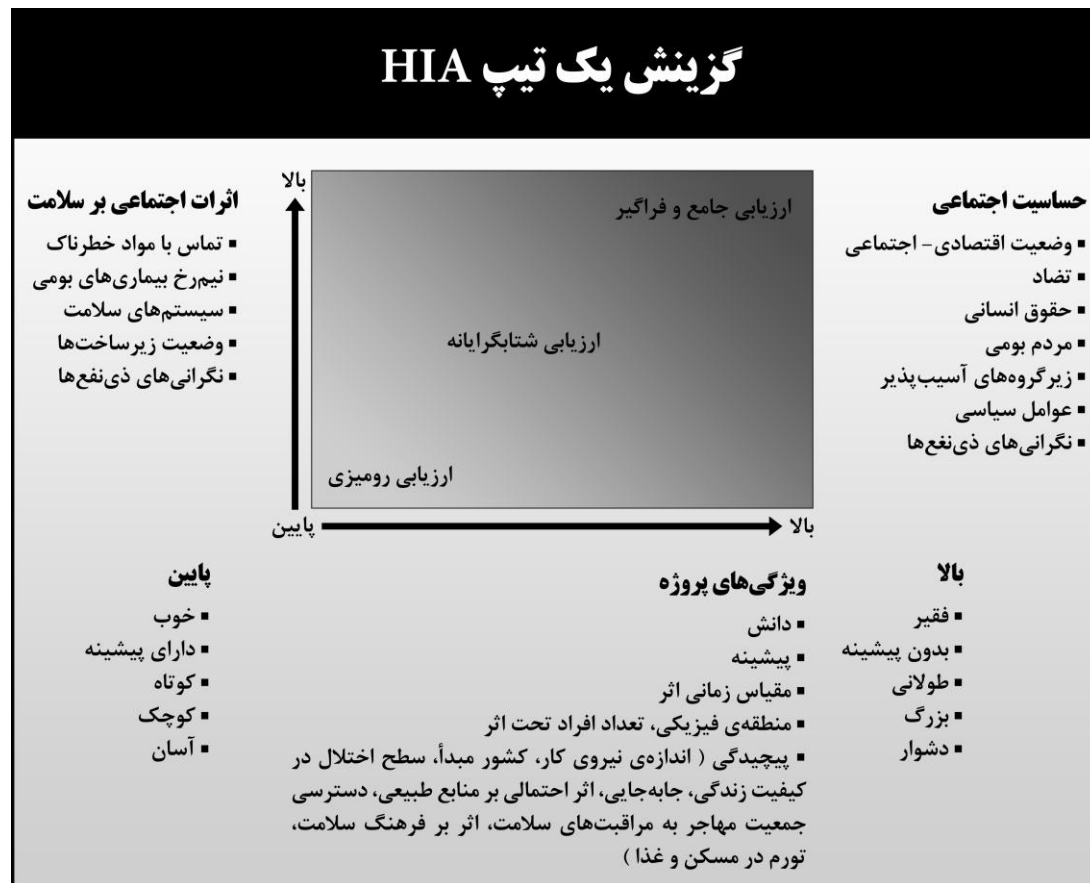 گزینش یک تیپ HIA
حساسیت اجتماعی
▪ وضعیت اقتصادی- اجتماعی
▪ تضاد
▪ حقوق انسانی
▪ مردم بومی
▪ زیرگروه‌های آسیب‌پذیر
▪ عوامل سیاسی
▪ نگرانی‌های ذی‌نغع‌ها
بالا
ارزیابی جامع و فراگیر
ارزیابی شتابگرایانه
ارزیابی رومیزی
پایین
بالا
اثرات اجتماعی بر سلامت
▪ تماس با مواد خطرناک
▪ نیم‌رخ بیماری‌های بومی
▪ سیستم‌های سلامت
▪ وضعیت زیرساخت‌ها
▪ نگرانی‌های ذی‌نفع‌ها
بالا
▪ فقیر
▪ بدون پیشینه
▪ طولانی
▪ بزرگ
▪ دشوار
ویژگی‌های پروژه
▪ دانش
▪ پیشینه
▪ مقیاس زمانی اثر
▪ منطقه‌ی فیزیکی، تعداد افراد تحت اثر
▪ پیچیدگی ( اندازه‌ی نیروی کار، کشور مبدأ، سطح اختلال در
کیفیت زندگی، جابه‌جایی، اثر احتمالی بر منابع طبیعی، دسترسی
جمعیت مهاجر به مراقبت‌های سلامت، اثر بر فرهنگ سلامت،
تورم در مسکن و غذا )
پایین
▪ خوب
▪ دارای پیشینه
▪ کوتاه
▪ کوچک
▪ آسان